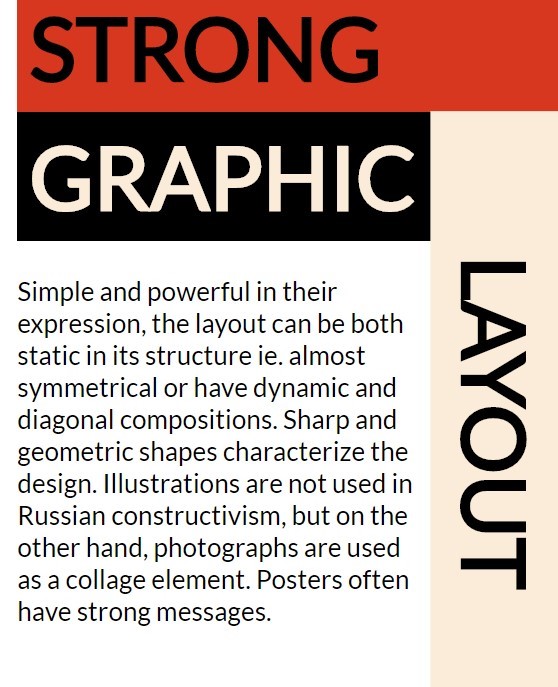 STRONG
GRAPHIC
LAYOUT
Simple and powerful in their
expression, the layout can be both
static in its structure ie. almost
symmetrical or have dynamic and
diagonal compositions. Sharp and
geometric shapes characterize the
design. Illustrations are not used in
Russian constructivism, but on the
other hand, photographs are used
as a collage element. Posters often
have strong messages.